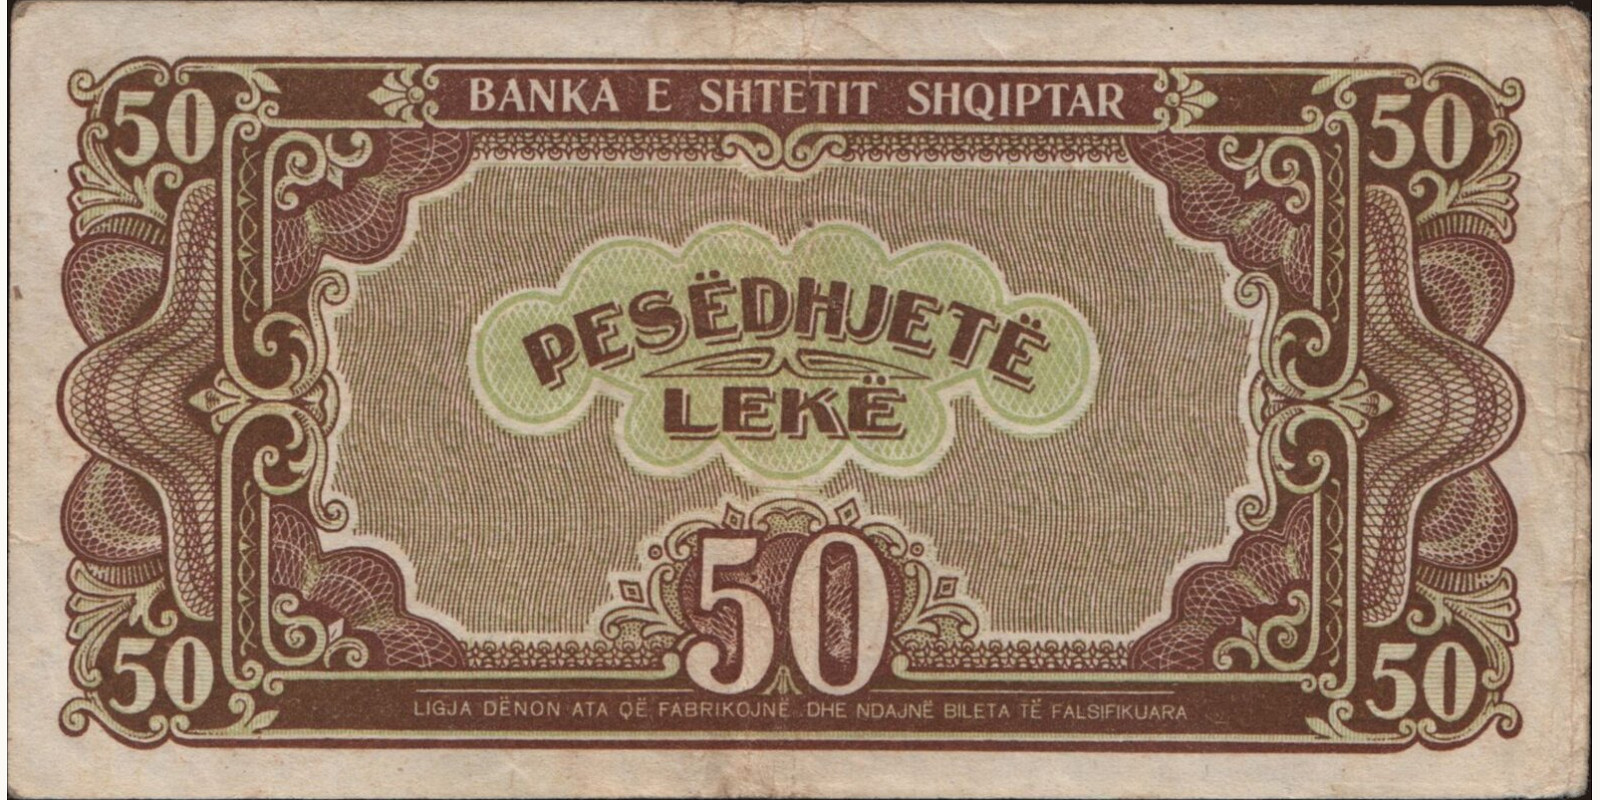 BANKA E SHTETIT SHQIPTAR
50 50
PESËDHJETË
LEKË
50
50 50
LIGJA DËNON ATA QË FABRIKOJNË DHE NDAJNË BILETA TË FALSIFIKUARA